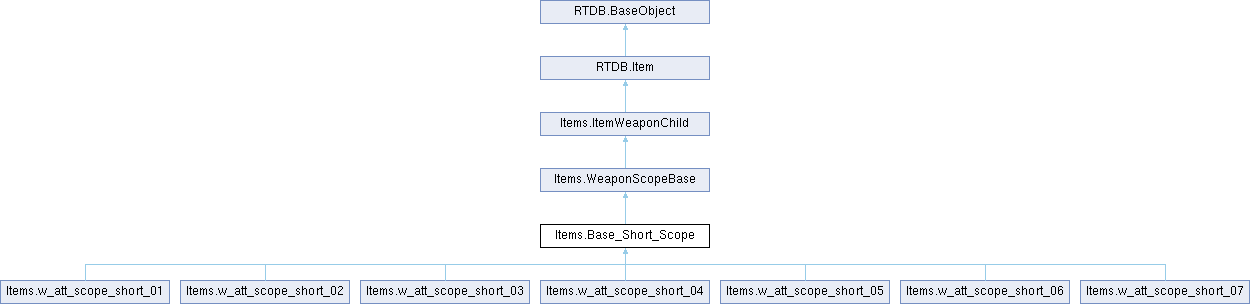 RTDB.BaseObject
RTDB.Item
Items.ItemWeaponChild
Items.WeaponScopeBase
Items.Base_Short_Scope
Items.w_att_scope_short_01
Items.w_att_scope_short_02
Items.w_att_scope_short_03
Items.w_att_scope_short_04
Items.w_att_scope_short_05
Items.w_att_scope_short_06
Items.w_att_scope_short_07